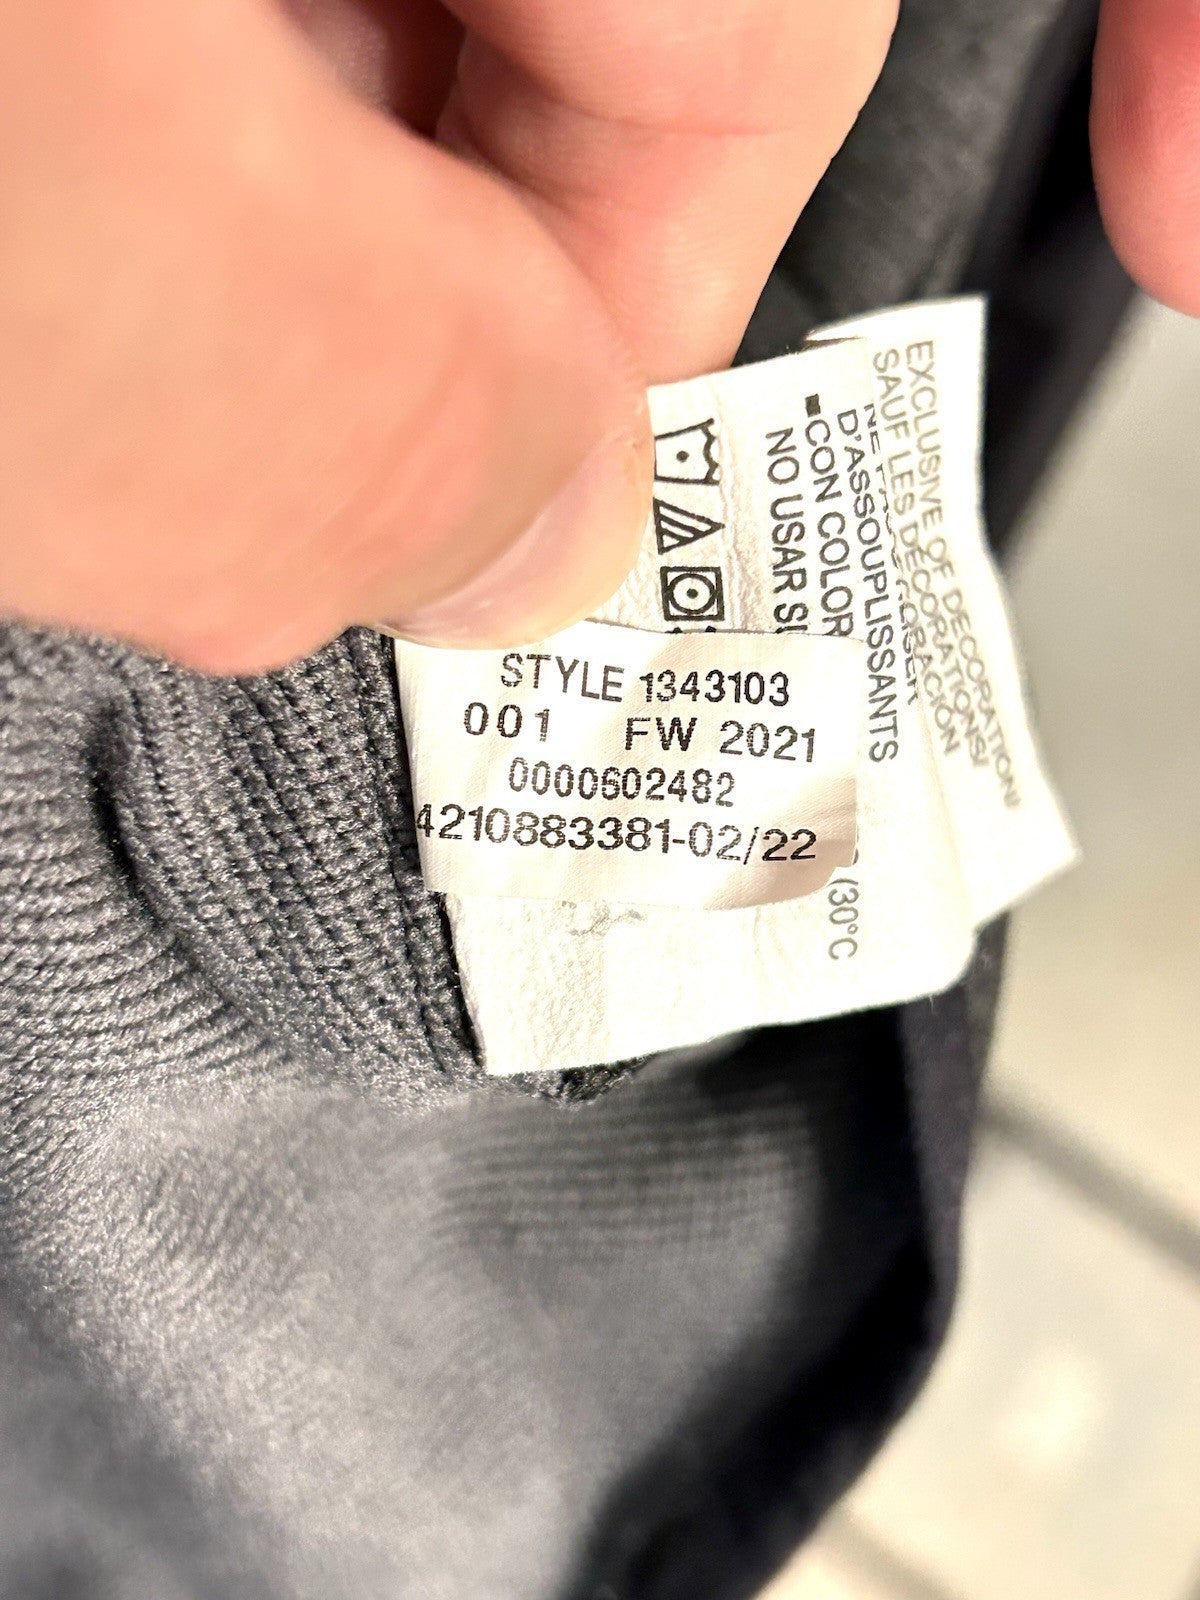 STYLE 1343103
001 FW 2021
0000602482
4210883381-02/22
EXCLUSIVE OF DECORATION/
SAUF LES DÉCORATIONS/
DECORACIÓN
D'ASSOUPLISSANTS
-CON COLOR
NO USAR
(30°C